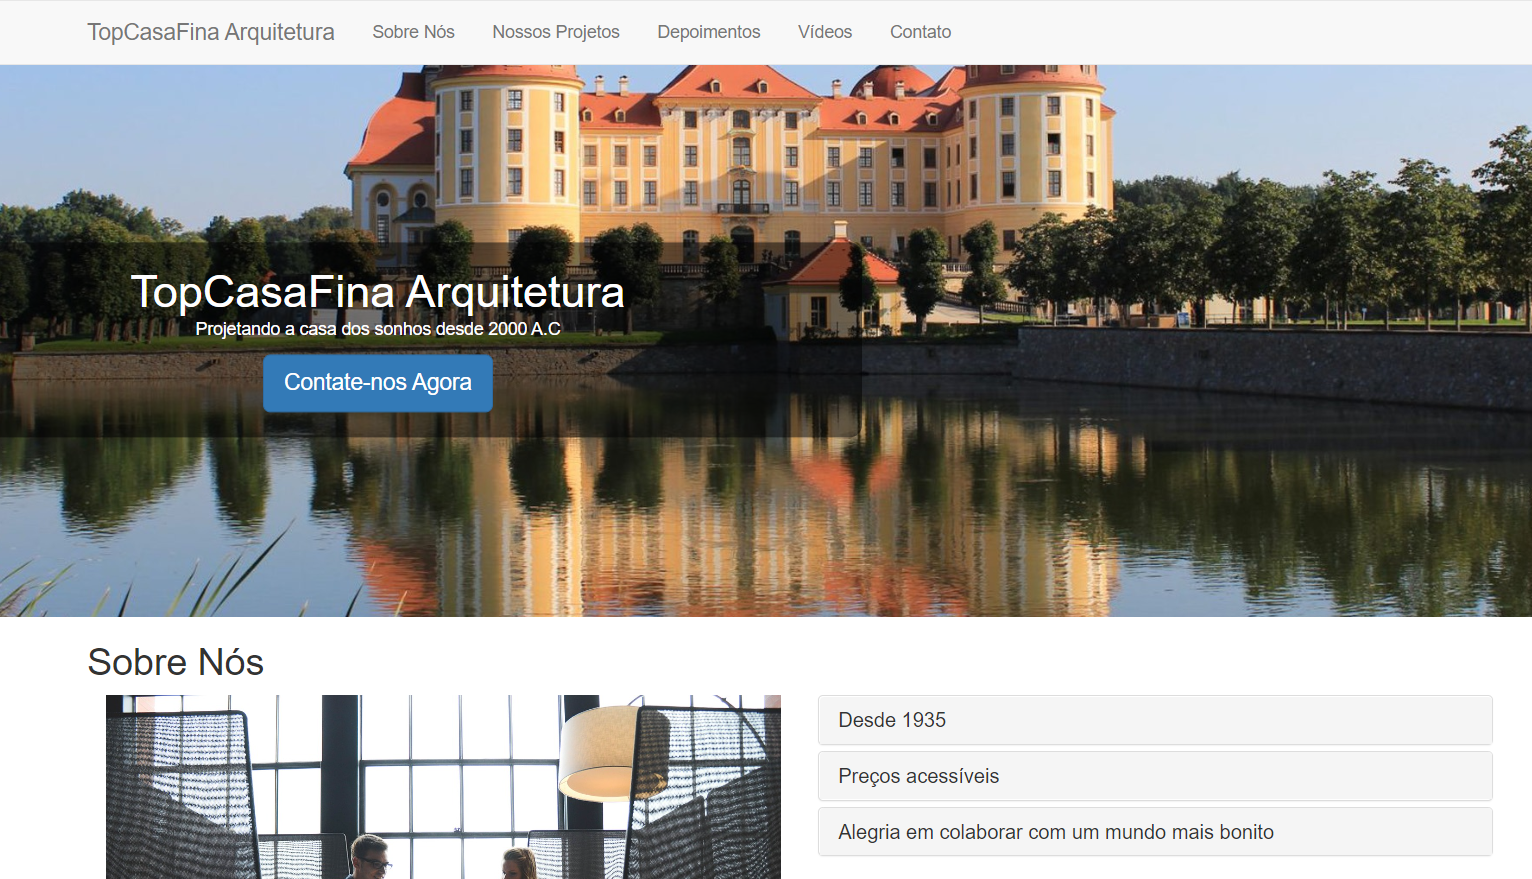 TopCasaFina Arquitetura Sobre Nós Nossos Projetos Depoimentos Vídeos Contato
TopCasaFina Arquitetura
Projetando a casa dos sonhos desde 2000 A.C
Contate-nos Agora
Sobre Nós
Desde 1935
Preços acessíveis
Alegria em colaborar com um mundo mais bonito